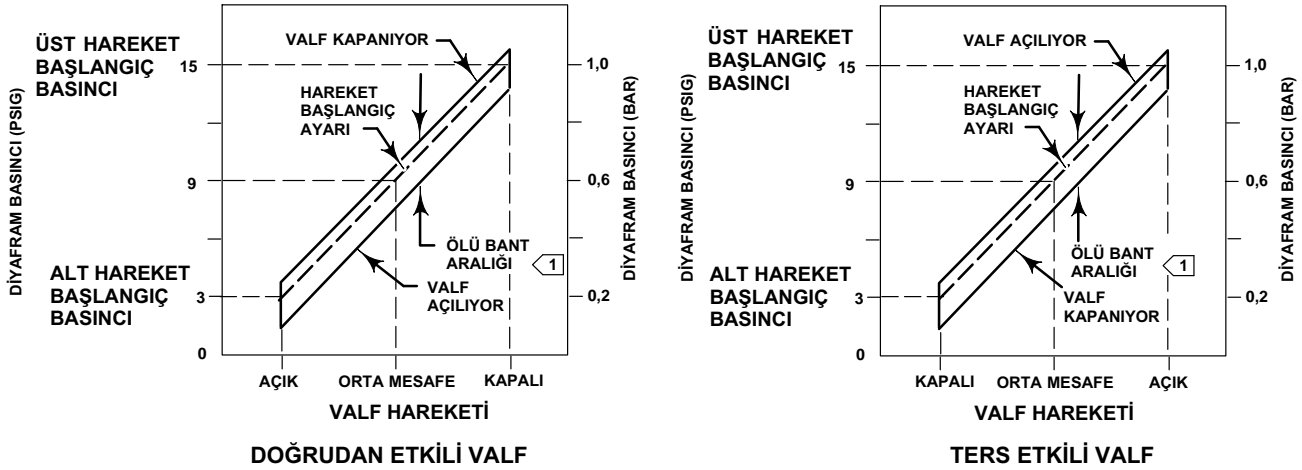 ÜST HAREKET
BAŞLANGIÇ
BASINCI
ALT HAREKET
BAŞLANGIÇ
BASINCI
DİYAFRAM BASINCI (PSIG)
15
9
3
0
VALF KAPANIYOR
HAREKET
BAŞLANGIÇ
AYARI
ÖLÜ BANT
ARALIĞI
1
VALF
AÇILIYOR
1,0
0,6
0,2
DİYAFRAM BASINCI (BAR)
AÇIK ORTA MESAFE KAPALI
VALF HAREKETİ
DOĞRUDAN ETKİLİ VALF
ÜST HAREKET
BAŞLANGIÇ
BASINCI
ALT HAREKET
BAŞLANGIÇ
BASINCI
DİYAFRAM BASINCI (PSIG)
15
9
3
0
VALF AÇILIYOR
HAREKET
BAŞLANGIÇ
AYARI
ÖLÜ BANT
ARALIĞI
1
VALF
KAPANIYOR
1,0
0,6
0,2
DİYAFRAM BASINCI (BAR)
KAPALI ORTA MESAFE AÇIK
VALF HAREKETİ
TERS ETKİLİ VALF